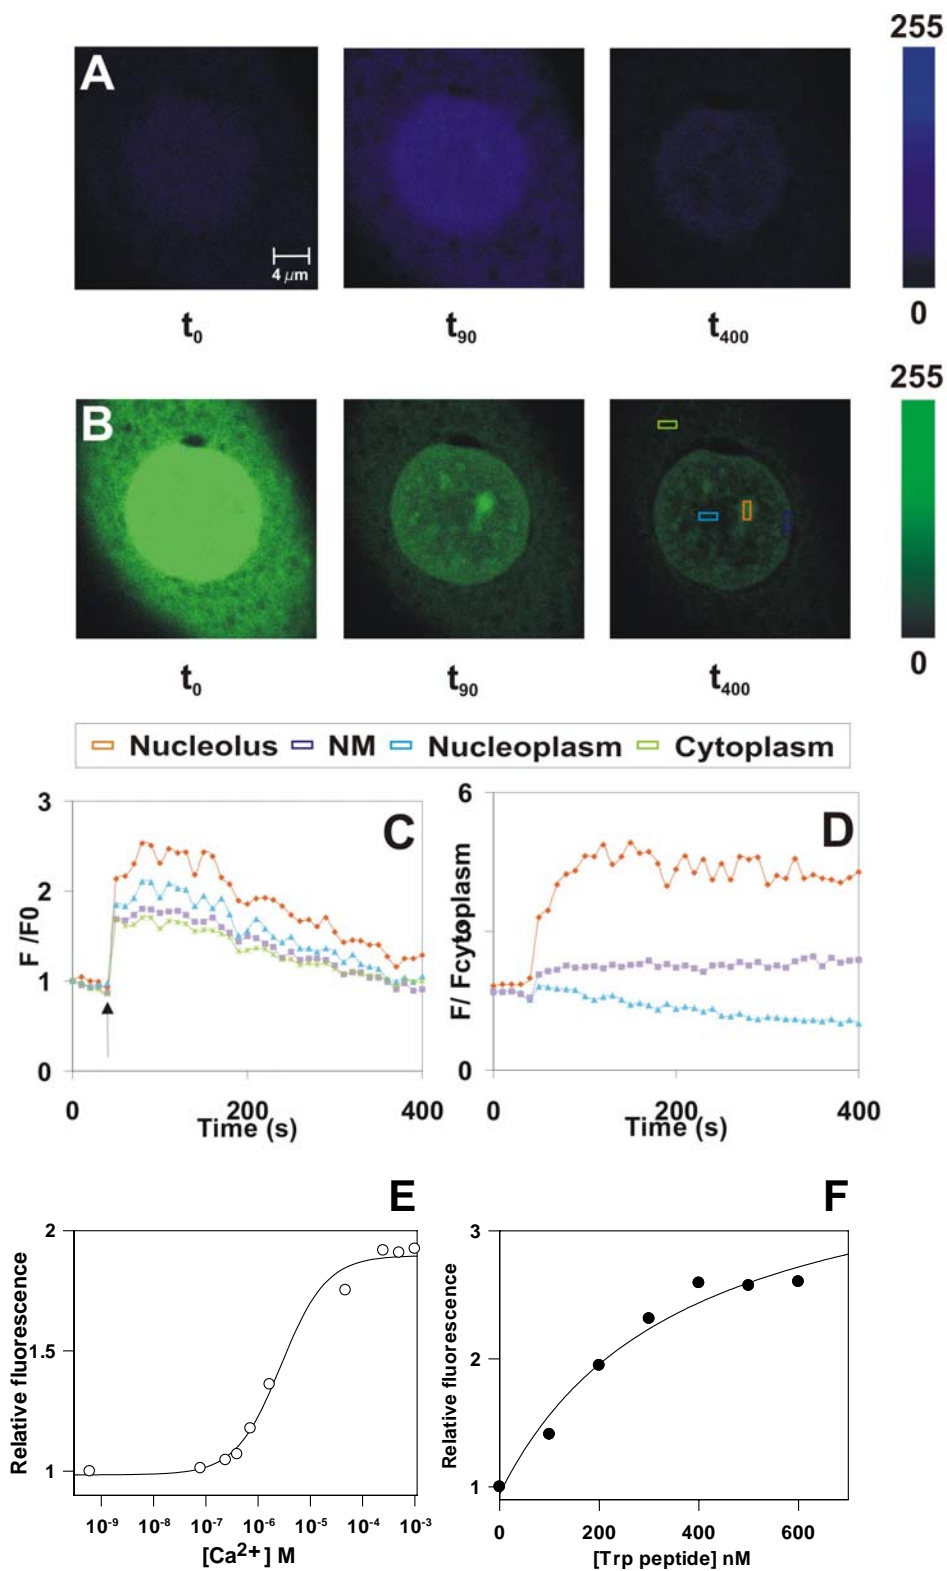 A
255
4 μm
0
t0
t90
t400
B
255
0
t0
t90
t400
Nucleolus NM Nucleoplasm Cytoplasm
C
F /F0
3
2
1
0
0 200 400
Time (s)
D
F/ Fcytoplasm
6
3
0
0 200 400
Time (s)
E
Relative fluorescence
2
1.5
1
10-9 10-8 10-7 10-6 10-5 10-4 10-3
[Ca2+] M
F
Relative fluorescence
3
2
1
0 200 400 600
[Trp peptide] nM